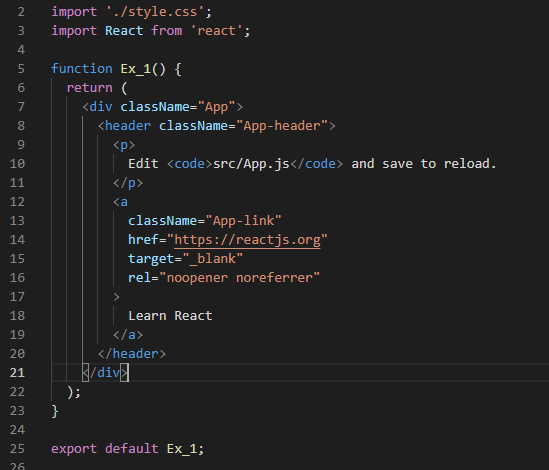 2 import './style.css';
3 import React from 'react';
4
5 function Ex_1() {
6 return (
7 <div className="App">
8 <header className="App-header">
9 <p>
10 Edit <code>src/App.js</code> and save to reload.
11 </p>
12 <a
13 className="App-link"
14 href="https://reactjs.org"
15 target="_blank"
16 rel="noopener noreferrer"
17 >
18 Learn React
19 </a>
20 </header>
21 </div>
22 );
23 }
24
25 export default Ex_1;
26